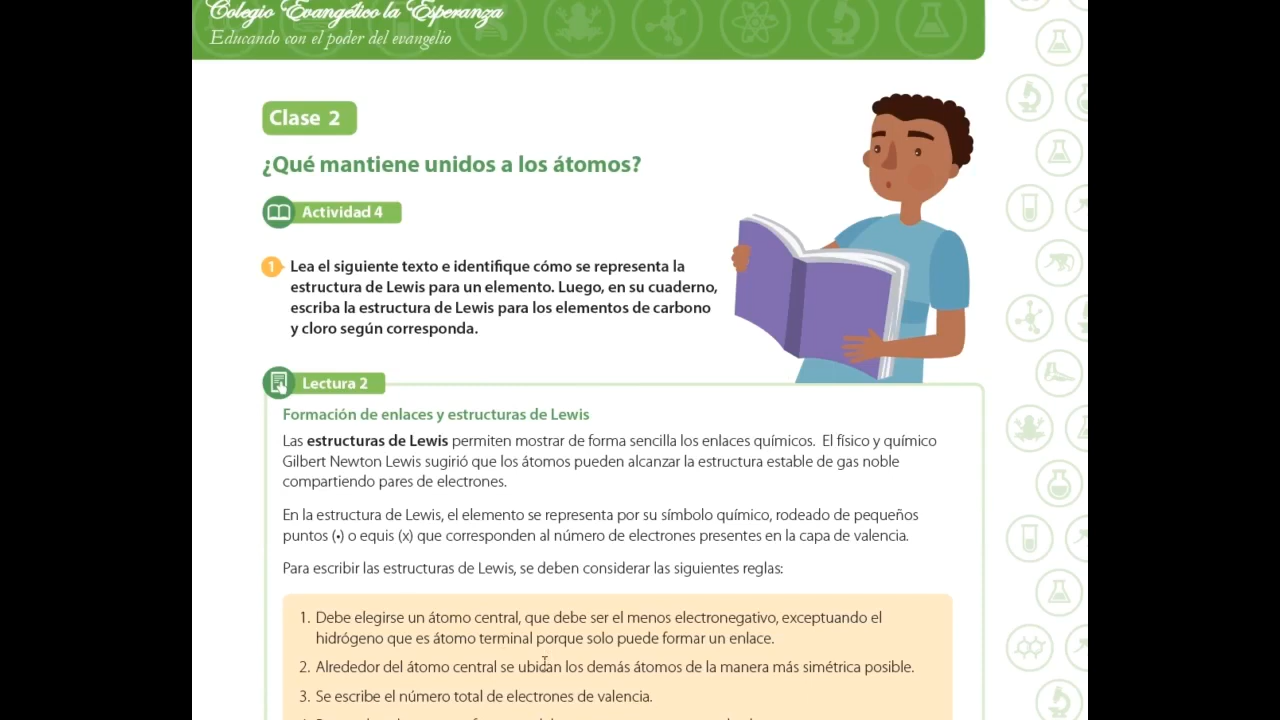 Colegio Evangélico la Esperanza
Educando con el poder del evangelio
Clase 2
¿Qué mantiene unidos a los átomos?
Actividad 4
1 Lea el siguiente texto e identifique cómo se representa la
estructura de Lewis para un elemento. Luego, en su cuaderno,
escriba la estructura de Lewis para los elementos de carbono
y cloro según corresponda.
Lectura 2
Formación de enlaces y estructuras de Lewis
Las estructuras de Lewis permiten mostrar de forma sencilla los enlaces químicos. El físico y químico
Gilbert Newton Lewis sugirió que los átomos pueden alcanzar la estructura estable de gas noble
compartiendo pares de electrones.
En la estructura de Lewis, el elemento se representa por su símbolo químico, rodeado de pequeños
puntos (•) o equis (x) que corresponden al número de electrones presentes en la capa de valencia.
Para escribir las estructuras de Lewis, se deben considerar las siguientes reglas:
1. Debe elegirse un átomo central, que debe ser el menos electronegativo, exceptuando el
hidrógeno que es átomo terminal porque solo puede formar un enlace.
2. Alrededor del átomo central se ubican los demás átomos de la manera más simétrica posible.
3. Se escribe el número total de electrones de valencia.